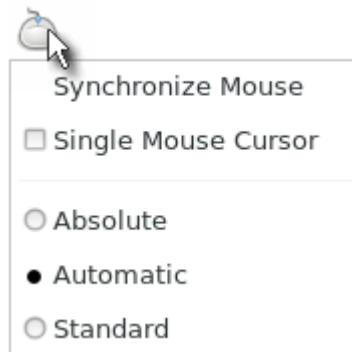 Synchronize Mouse
Single Mouse Cursor
Absolute
Automatic
Standard